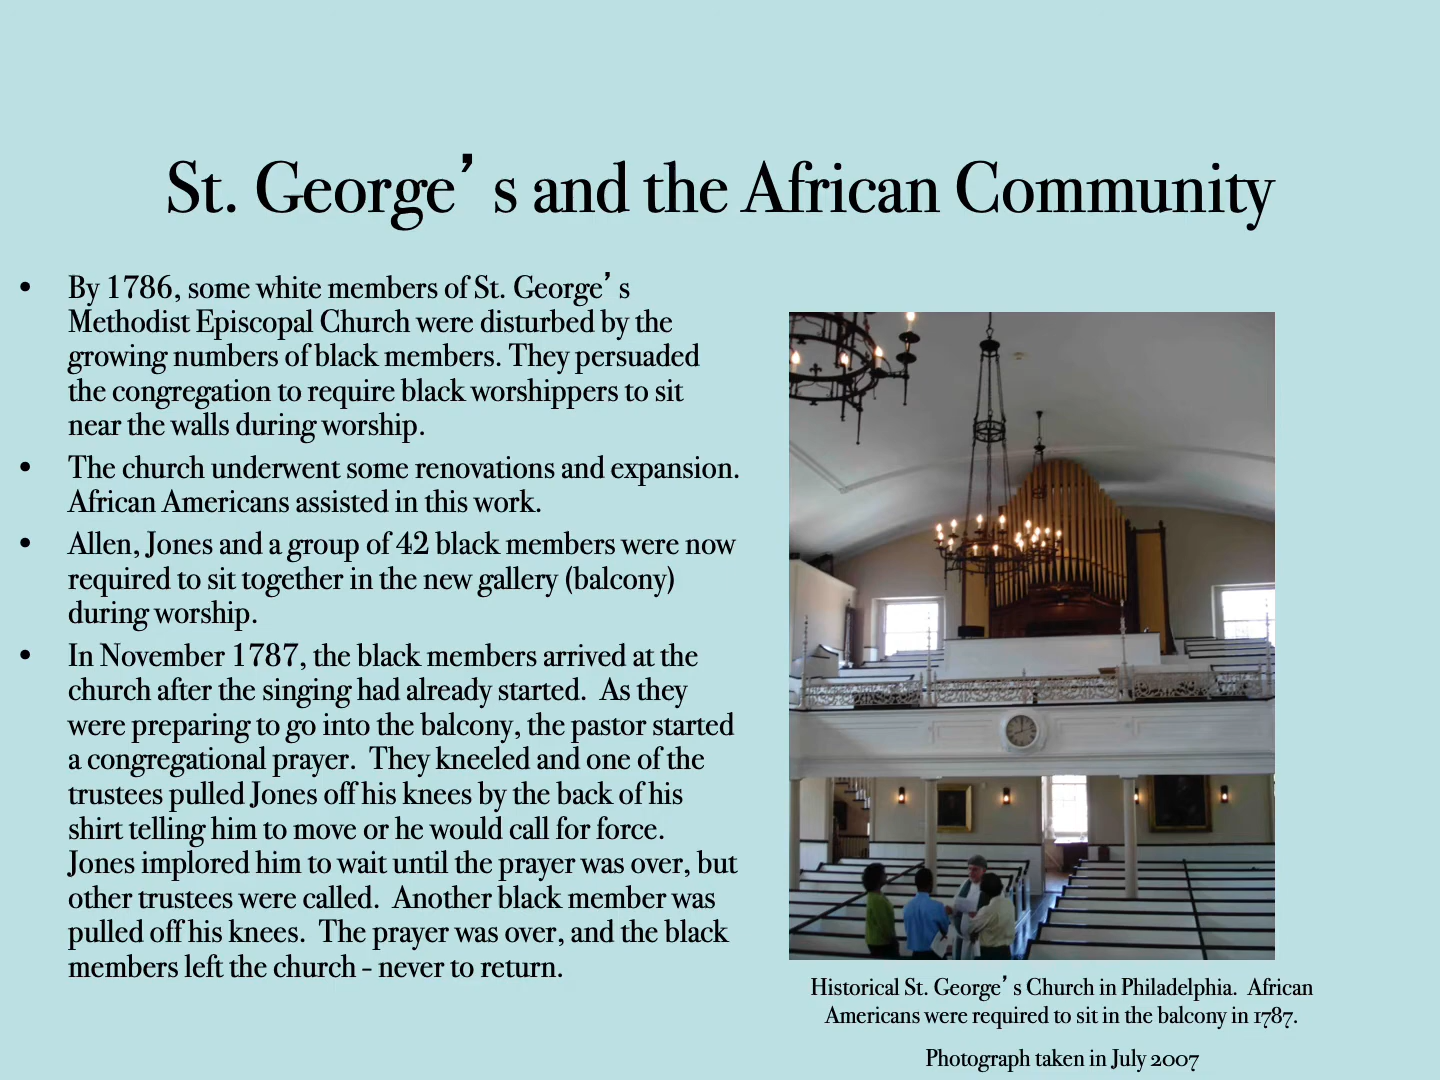 St. George’s and the African Community
• By 1786, some white members of St. George’s
Methodist Episcopal Church were disturbed by the
growing numbers of black members. They persuaded
the congregation to require black worshippers to sit
near the walls during worship.
• The church underwent some renovations and expansion.
African Americans assisted in this work.
• Allen, Jones and a group of 42 black members were now
required to sit together in the new gallery (balcony)
during worship.
• In November 1787, the black members arrived at the
church after the singing had already started. As they
were preparing to go into the balcony, the pastor started
a congregational prayer. They kneeled and one of the
trustees pulled Jones off his knees by the back of his
shirt telling him to move or he would call for force.
Jones implored him to wait until the prayer was over, but
other trustees were called. Another black member was
pulled off his knees. The prayer was over, and the black
members left the church - never to return.
Historical St. George’s Church in Philadelphia. African
Americans were required to sit in the balcony in 1787.
Photograph taken in July 2007